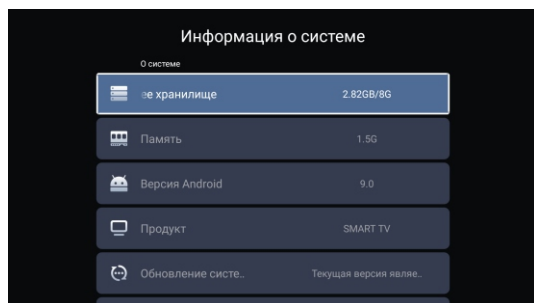 Информация о системе
О системе
ее хранилище 2.82GB/8G
Память 1.5G
Версия Android 9.0
Продукт SMART TV
Обновление систе.. Текущая версия являе..